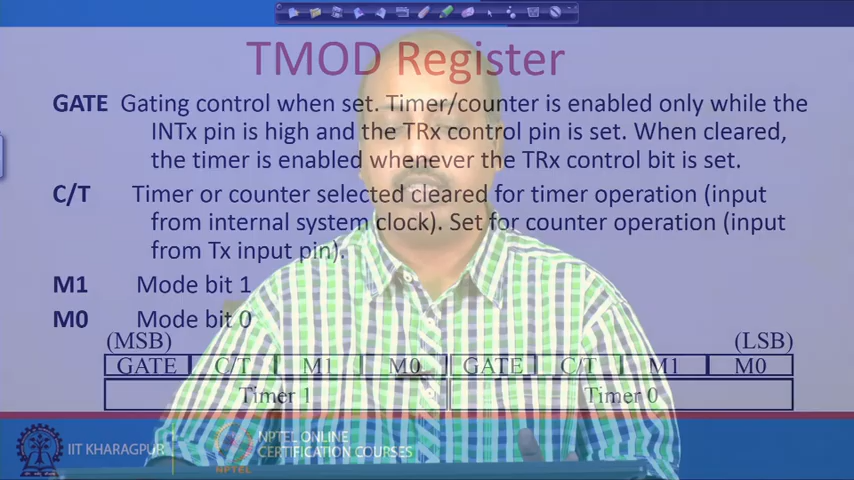 TMOD Register
GATE Gating control when set. Timer/counter is enabled only while the
INTx pin is high and the TRx control pin is set. When cleared,
the timer is enabled whenever the TRx control bit is set.
C/T Timer or counter selected cleared for timer operation (input
from internal system clock). Set for counter operation (input
from Tx input pin).
M1 Mode bit 1
M0 Mode bit 0
(MSB) (LSB)
GATE C/T M1 M0 GATE C/T M1 M0
Timer 1 Timer 0
IIT KHARAGPUR
NPTEL ONLINE
CERTIFICATION COURSES
NPTEL